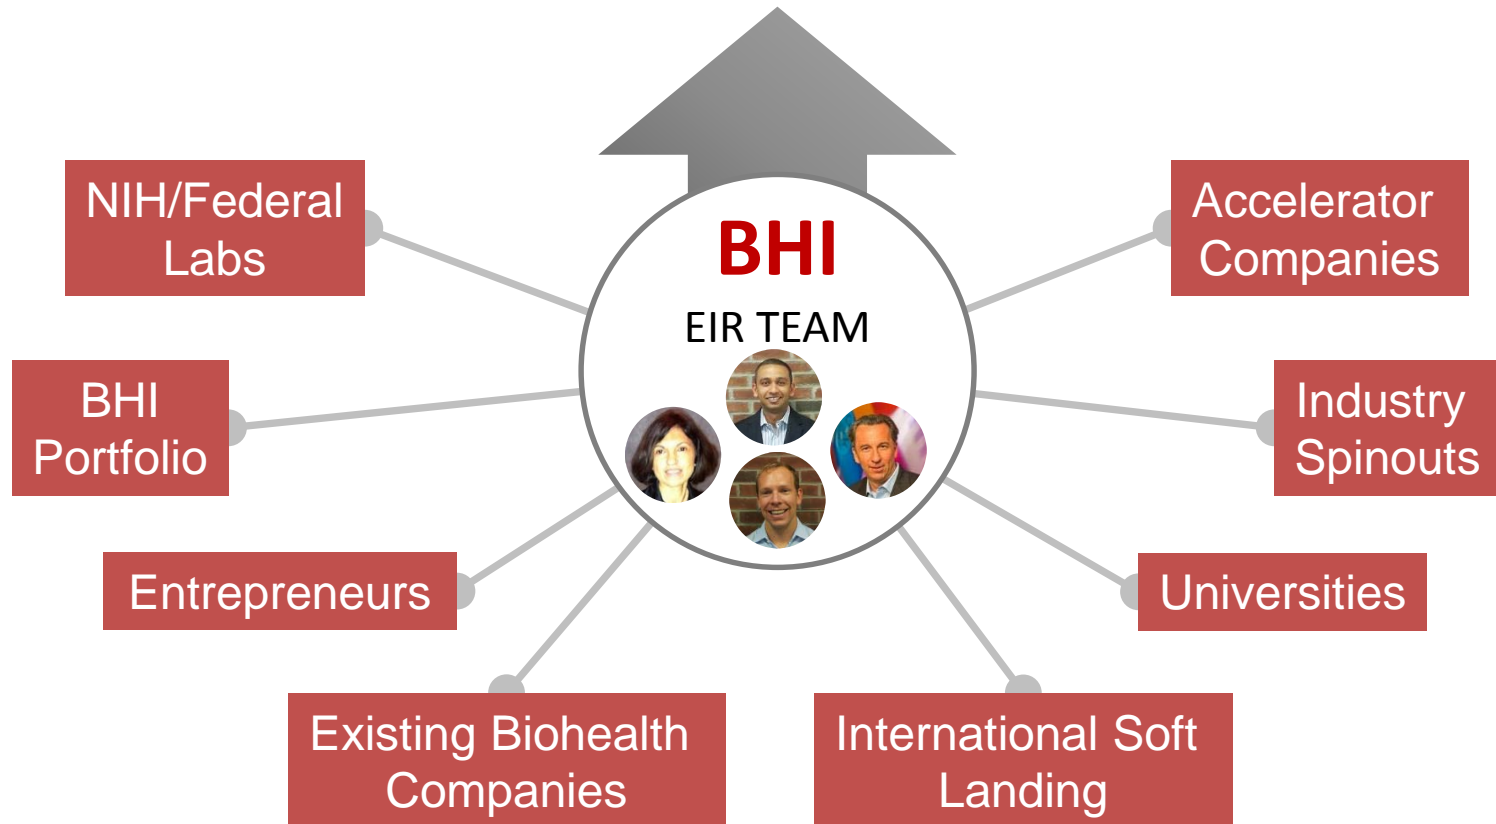 BHI
EIR TEAM
NIH/Federal
Labs
BHI
Portfolio
Entrepreneurs
Existing Biohealth
Companies
International Soft
Landing
Universities
Industry
Spinouts
Accelerator
Companies